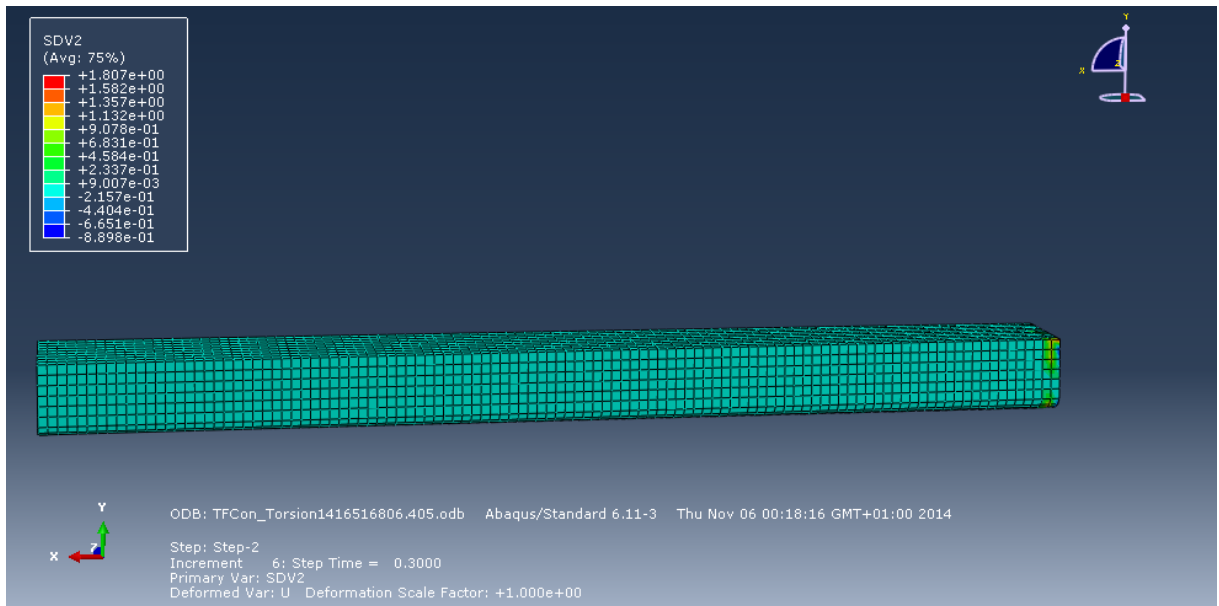 SDV2
(Avg: 75%)
+1.807e+00
+1.582e+00
+1.357e+00
+1.132e+00
+9.078e-01
+6.831e-01
+4.584e-01
+2.337e-01
+9.007e-03
-2.157e-01
-4.404e-01
-6.651e-01
-8.898e-01
Y
X
Z
Y
Z
X
ODB: TFCon_Torsion1416516806.405.odb Abaqus/Standard 6.11-3 Thu Nov 06 00:18:16 GMT+01:00 2014
Step: Step-2
Increment 6: Step Time = 0.3000
Primary Var: SDV2
Deformed Var: U Deformation Scale Factor: +1.000e+00